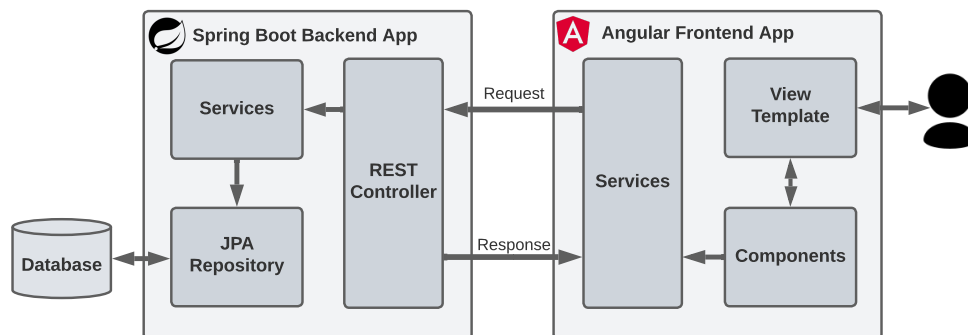 Spring Boot Backend App
Services
REST
Controller
JPA
Repository
Database
Request
Response
Angular Frontend App
Services
View
Template
Components